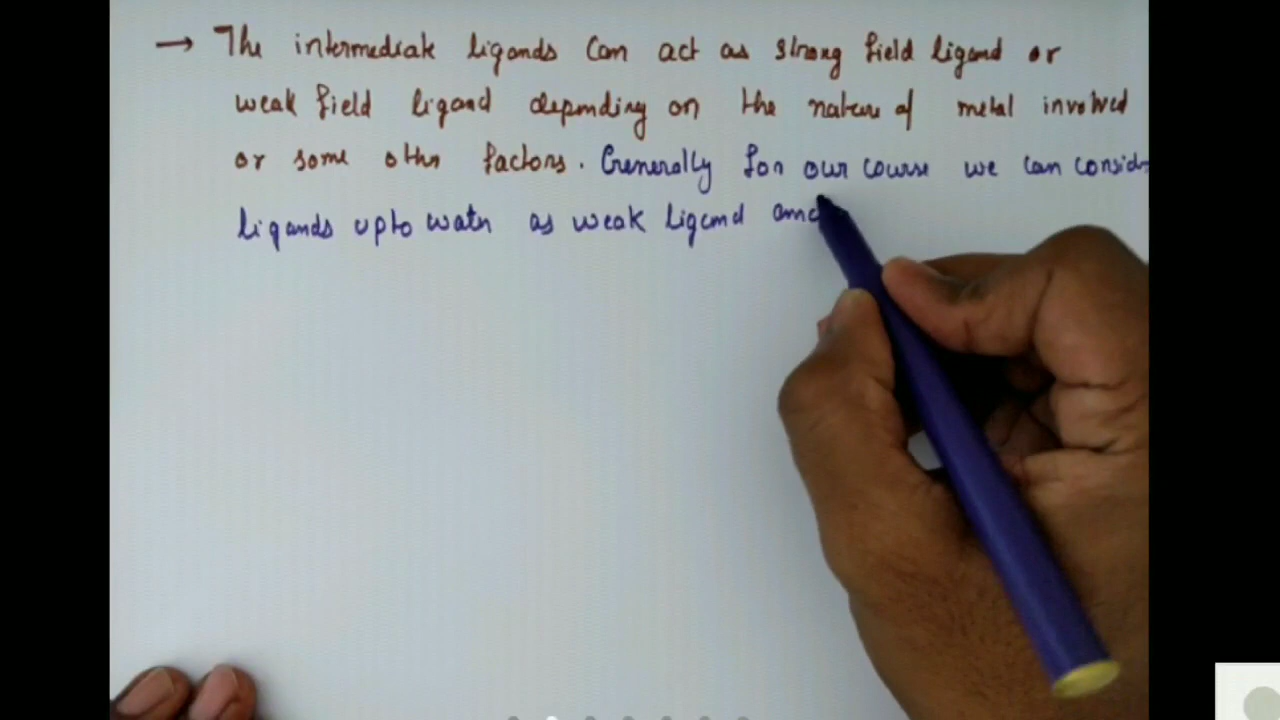 → The intermediate ligands can act as strong field ligand or
weak field ligand depending on the nature of metal involved
or some other factors. Generally for our course we can consider
ligands upto water as weak ligand and